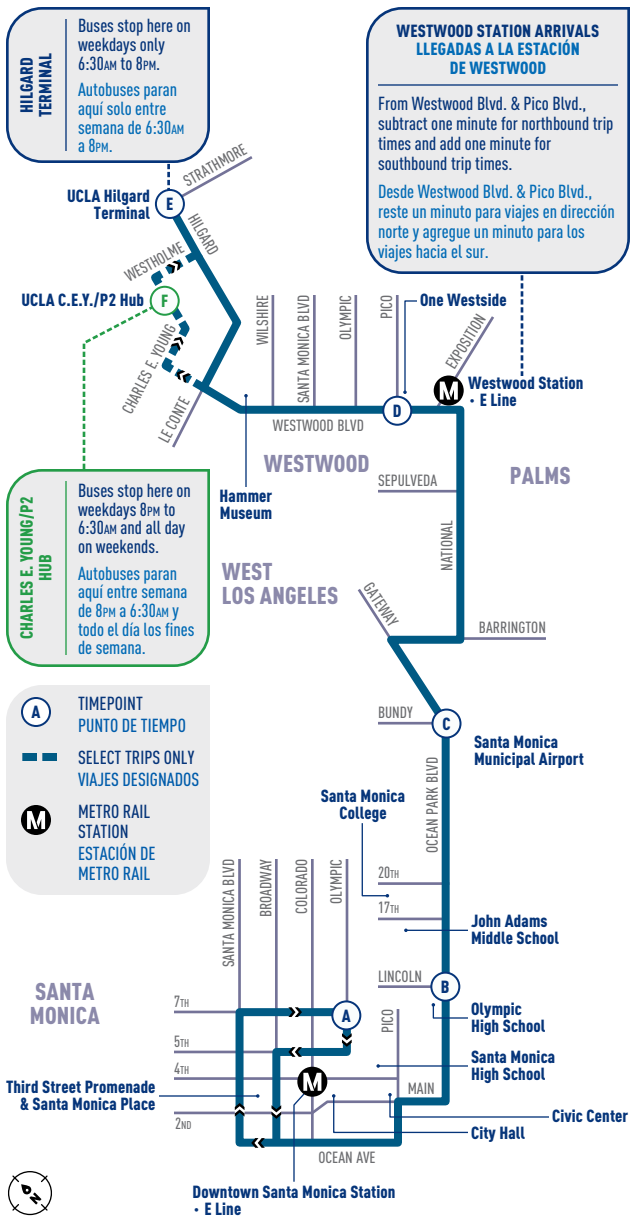 HILGARD
TERMINAL
Buses stop here on
weekdays only
6:30AM to 8PM.
Autobuses paran
aquí solo entre
semana de 6:30AM
a 8PM.
WESTWOOD STATION ARRIVALS
LLEGADAS A LA ESTACIÓN
DE WESTWOOD
From Westwood Blvd. & Pico Blvd.,
subtract one minute for northbound trip
times and add one minute for
southbound trip times.
Desde Westwood Blvd. & Pico Blvd.,
reste un minuto para viajes en dirección
norte y agregue un minuto para los
viajes hacia el sur.
STRATHMORE
UCLA Hilgard
Terminal
E
HILGARD
WESTHOLME
UCLA C.E.Y./P2 Hub
F
CHARLES E. YOUNG
LE CONTE
WILSHIRE
SANTA MONICA BLVD
OLYMPIC
PICO
One Westside
EXPOSITION
M
Westwood Station
• E Line
D
WESTWOOD BLVD
WESTWOOD
PALMS
Hammer
Museum
SEPULVEDA
NATIONAL
CHARLES E. YOUNG/P2
HUB
Buses stop here on
weekdays 8PM to
6:30AM and all day
on weekends.
Autobuses paran
aquí entre semana
de 8PM a 6:30AM y
todo el día los fines
de semana.
WEST
LOS ANGELES
GATEWAY
BARRINGTON
BUNDY
C
Santa Monica
Municipal Airport
A
TIMEPOINT
PUNTO DE TIEMPO
SELECT TRIPS ONLY
VIAJES DESIGNADOS
M
METRO RAIL
STATION
ESTACIÓN DE
METRO RAIL
OCEAN PARK BLVD
Santa Monica
College
20TH
17TH
John Adams
Middle School
SANTA MONICA BLVD
BROADWAY
COLORADO
OLYMPIC
LINCOLN
B
Olympic
High School
SANTA
MONICA
7TH
A
PICO
5TH
4TH
M
Santa Monica
High School
Third Street Promenade
& Santa Monica Place
MAIN
2ND
Civic Center
City Hall
OCEAN AVE
N
Downtown Santa Monica Station
• E Line